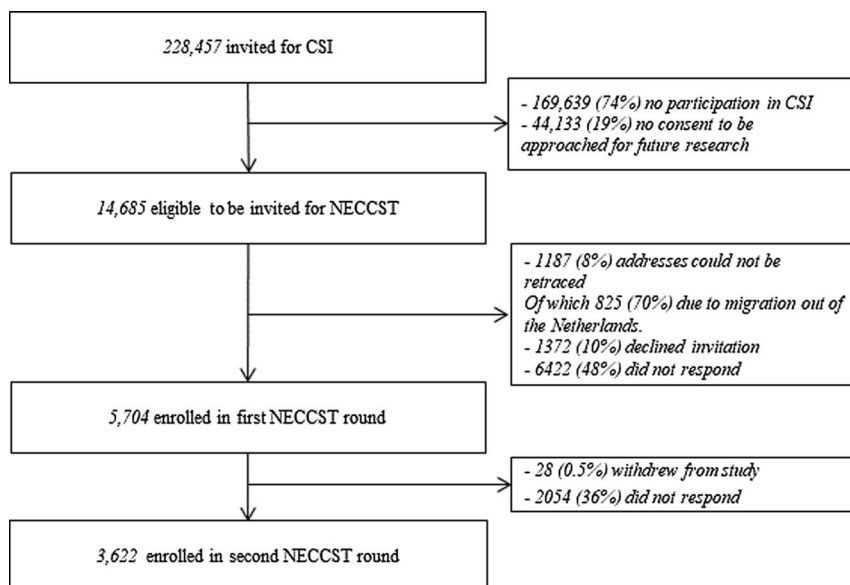 228,457 invited for CSI
- 169,639 (74%) no participation in CSI
- 44,133 (19%) no consent to be
approached for future research
14,685 eligible to be invited for NECCST
- 1187 (8%) addresses could not be
retraced
Of which 825 (70%) due to migration out of
the Netherlands.
- 1372 (10%) declined invitation
- 6422 (48%) did not respond
5,704 enrolled in first NECCST round
- 28 (0.5%) withdrew from study
- 2054 (36%) did not respond
3,622 enrolled in second NECCST round